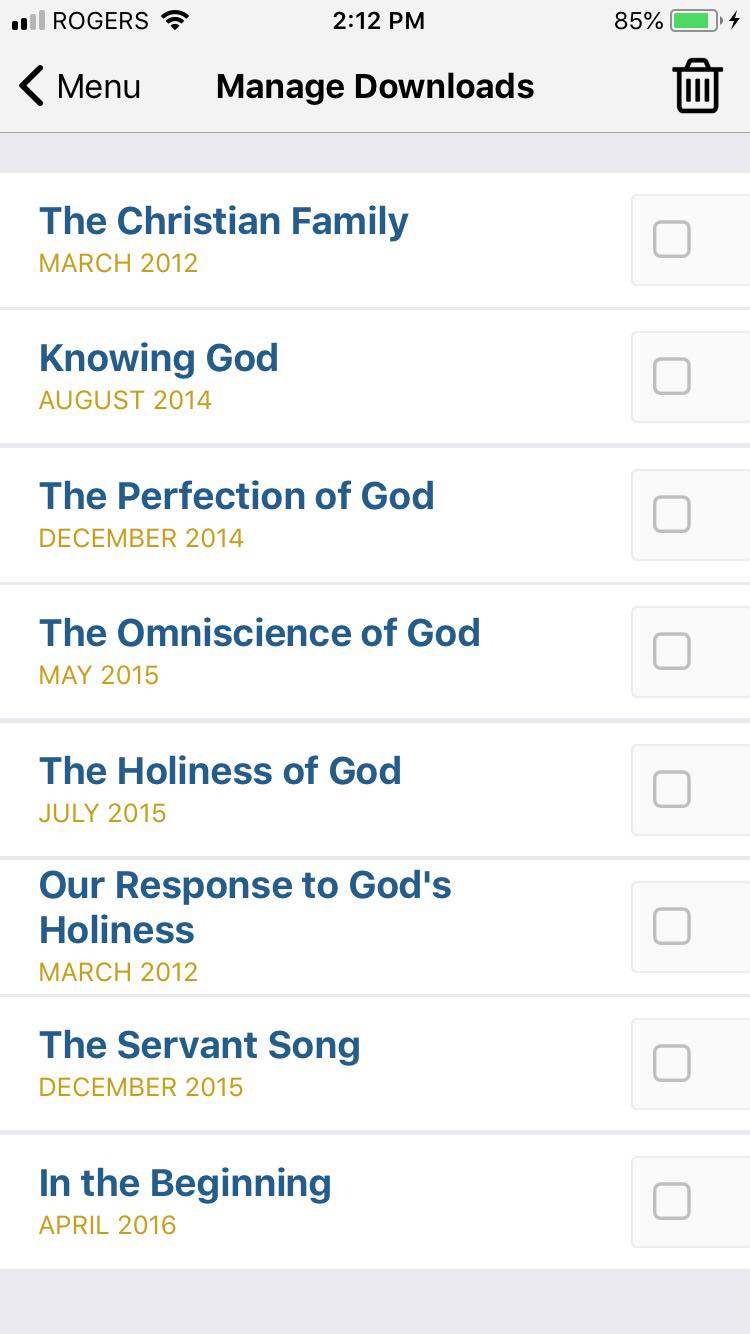 ROGERS 2:12 PM 85%
Menu Manage Downloads
The Christian Family
MARCH 2012
Knowing God
AUGUST 2014
The Perfection of God
DECEMBER 2014
The Omniscience of God
MAY 2015
The Holiness of God
JULY 2015
Our Response to God's
Holiness
MARCH 2012
The Servant Song
DECEMBER 2015
In the Beginning
APRIL 2016